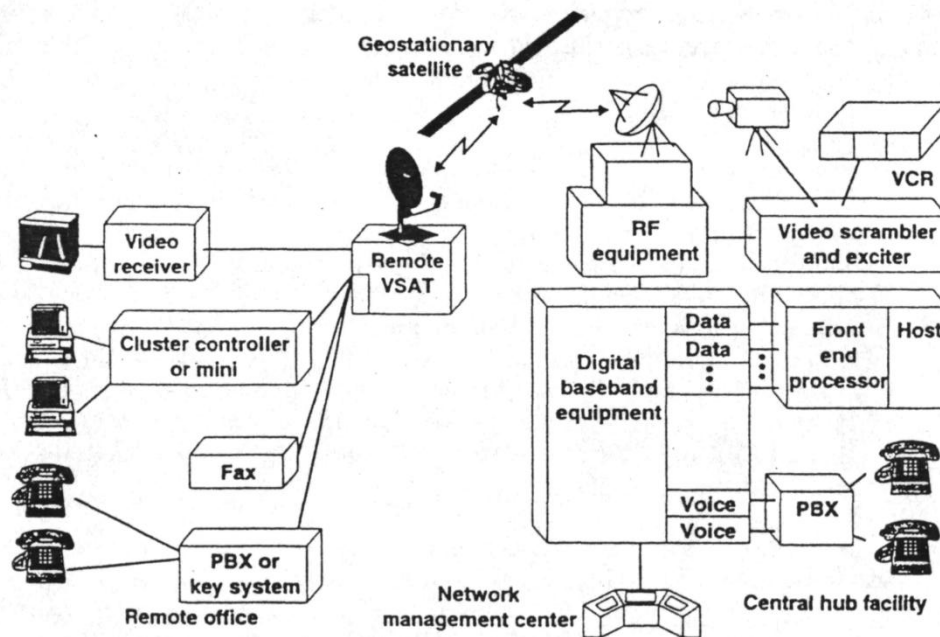 Geostationary
satellite
VCR
Video
receiver
Remote
VSAT
RF
equipment
Video scrambler
and exciter
Cluster controller
or mini
Fax
PBX or
key system
Remote office
Digital
baseband
equipment
Data
Data
Voice
Voice
Front
end
processor
Host
PBX
Network
management center
Central hub facility